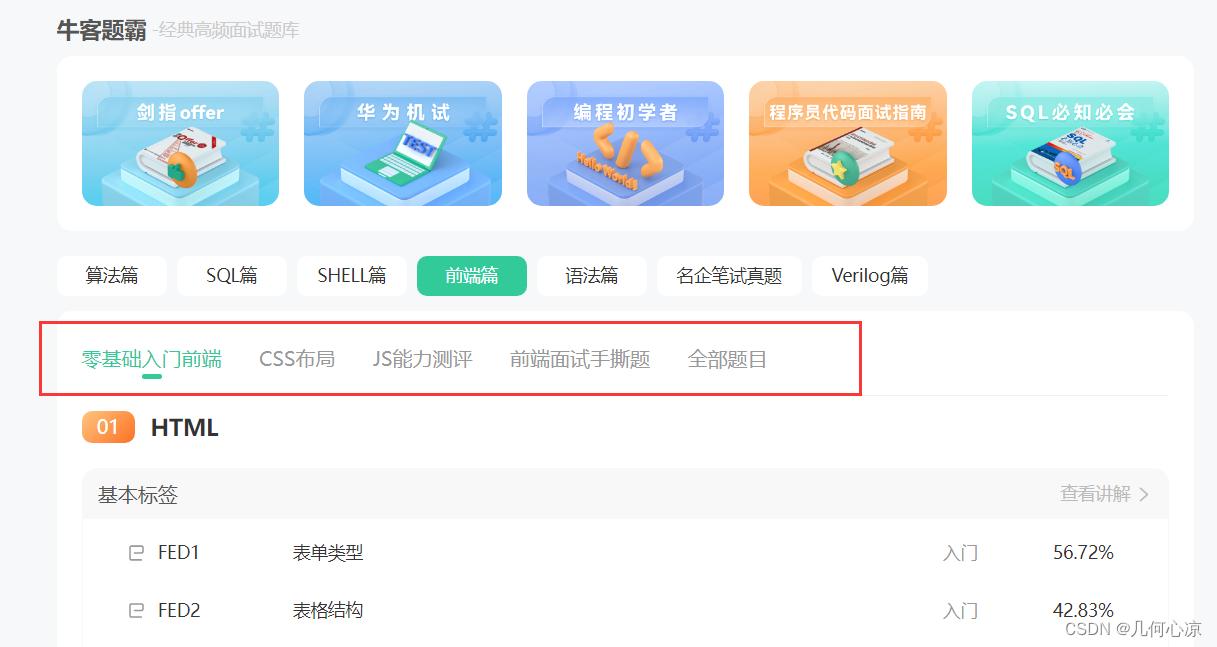 牛客题霸 -经典高频面试题库
剑指offer 华为机试 编程初学者 程序员代码面试指南 SQL必知必会
TEST Hello World! SQL SQL
算法篇 SQL篇 SHELL篇 前端篇 语法篇 名企笔试真题 Verilog篇
零基础入门前端 CSS布局 JS能力测评 前端面试手撕题 全部题目
01 HTML
基本标签 查看讲解
FED1 表单类型 入门 56.72%
FED2 表格结构 入门 42.83%
CSDN @几何心凉